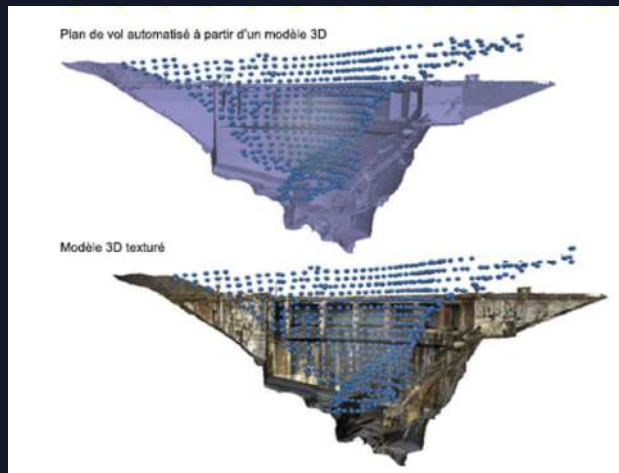 Plan de vol automatisé à partir d'un modèle 3D
Modèle 3D texturé